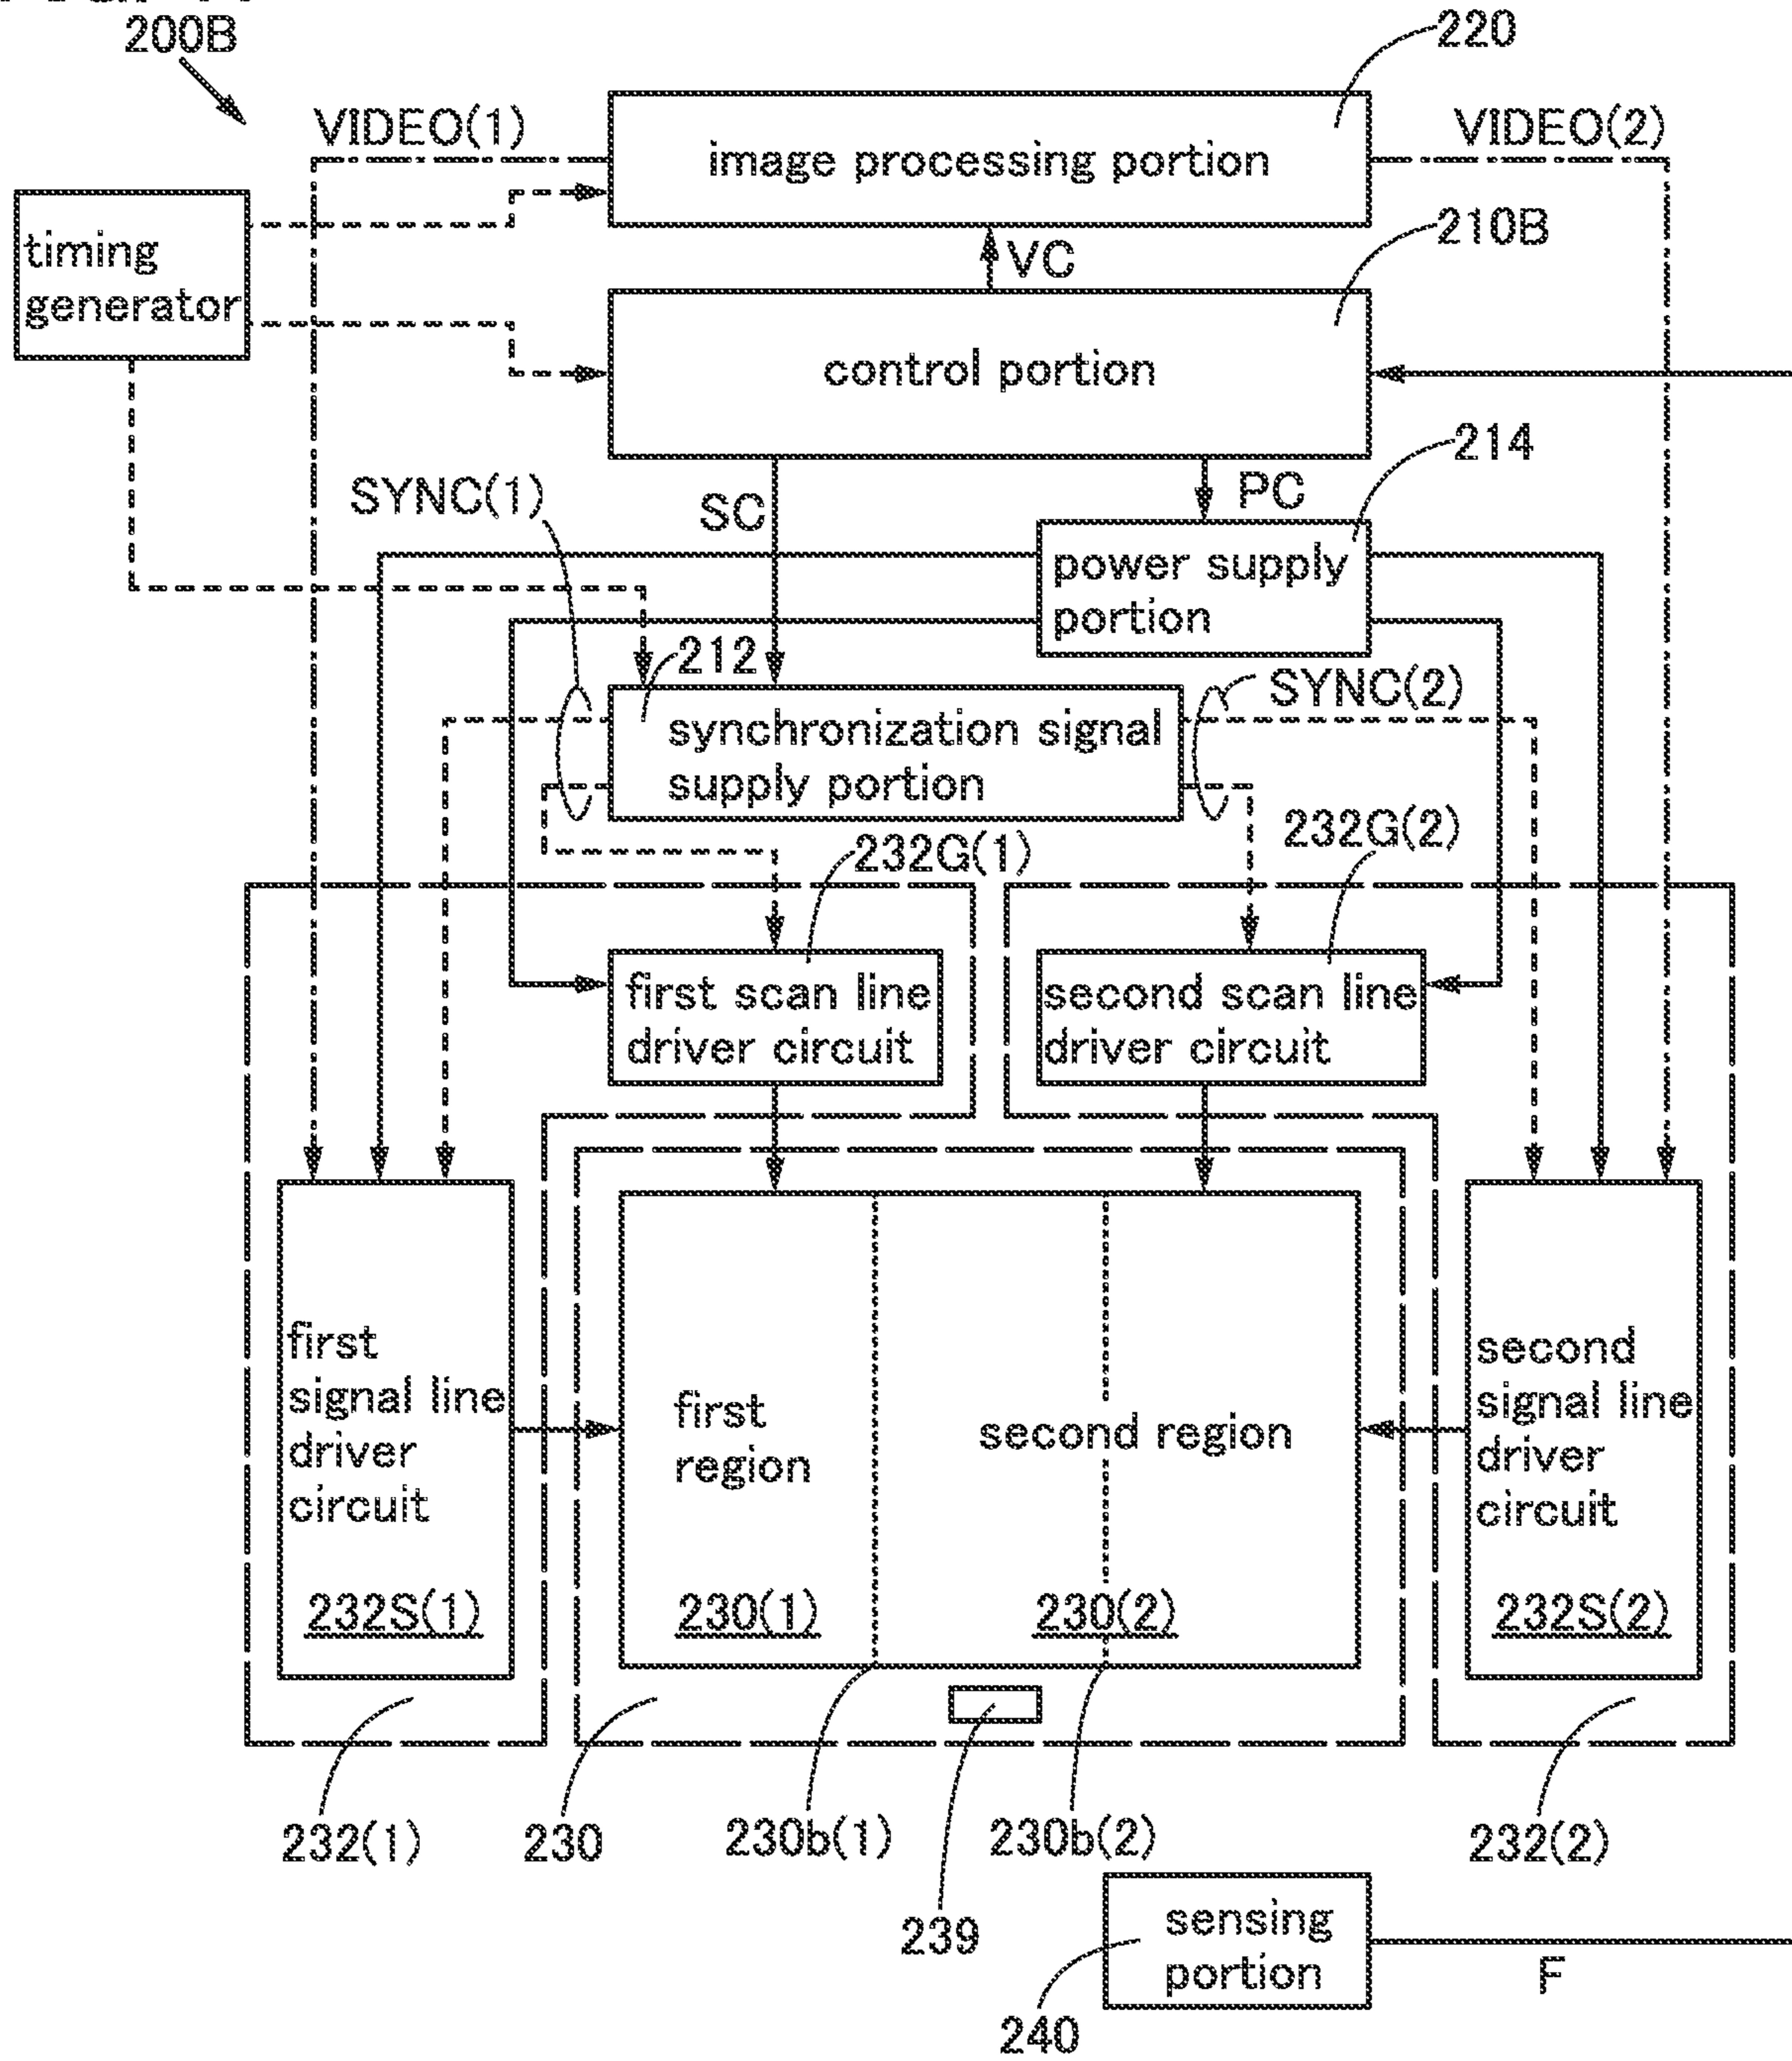 200B
220
VIDEO(1)
image processing portion
VIDEO(2)
timing
generator
210B
VC
control portion
214
SYNC(1)
SC
PC
power supply
portion
212
SYNC(2)
synchronization signal
supply portion
232G(1)
232G(2)
first scan line
driver circuit
second scan line
driver circuit
first
signal line
driver
circuit
232S(1)
first
region
230(1)
second region
230(2)
second
signal line
driver
circuit
232S(2)
232(1)
230
230b(1)
230b(2)
232(2)
239
sensing
portion
F
240